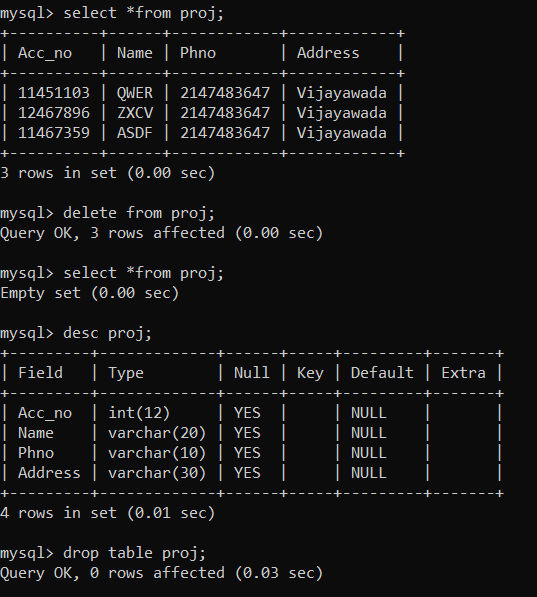 mysql> select *from proj;
+----------+------+------------+------------+
| Acc_no   | Name | Phno       | Address    |
+----------+------+------------+------------+
| 11451103 | QWER | 2147483647 | Vijayawada |
| 12467896 | ZXCV | 2147483647 | Vijayawada |
| 11467359 | ASDF | 2147483647 | Vijayawada |
+----------+------+------------+------------+
3 rows in set (0.00 sec)
mysql> delete from proj;
Query OK, 3 rows affected (0.00 sec)
mysql> select *from proj;
Empty set (0.00 sec)
mysql> desc proj;
+---------+-------------+------+-----+---------+-------+
| Field   | Type        | Null | Key | Default | Extra |
+---------+-------------+------+-----+---------+-------+
| Acc_no  | int(12)     | YES  |     | NULL    |       |
| Name    | varchar(20) | YES  |     | NULL    |       |
| Phno    | varchar(10) | YES  |     | NULL    |       |
| Address | varchar(30) | YES  |     | NULL    |       |
+---------+-------------+------+-----+---------+-------+
4 rows in set (0.01 sec)
mysql> drop table proj;
Query OK, 0 rows affected (0.03 sec)